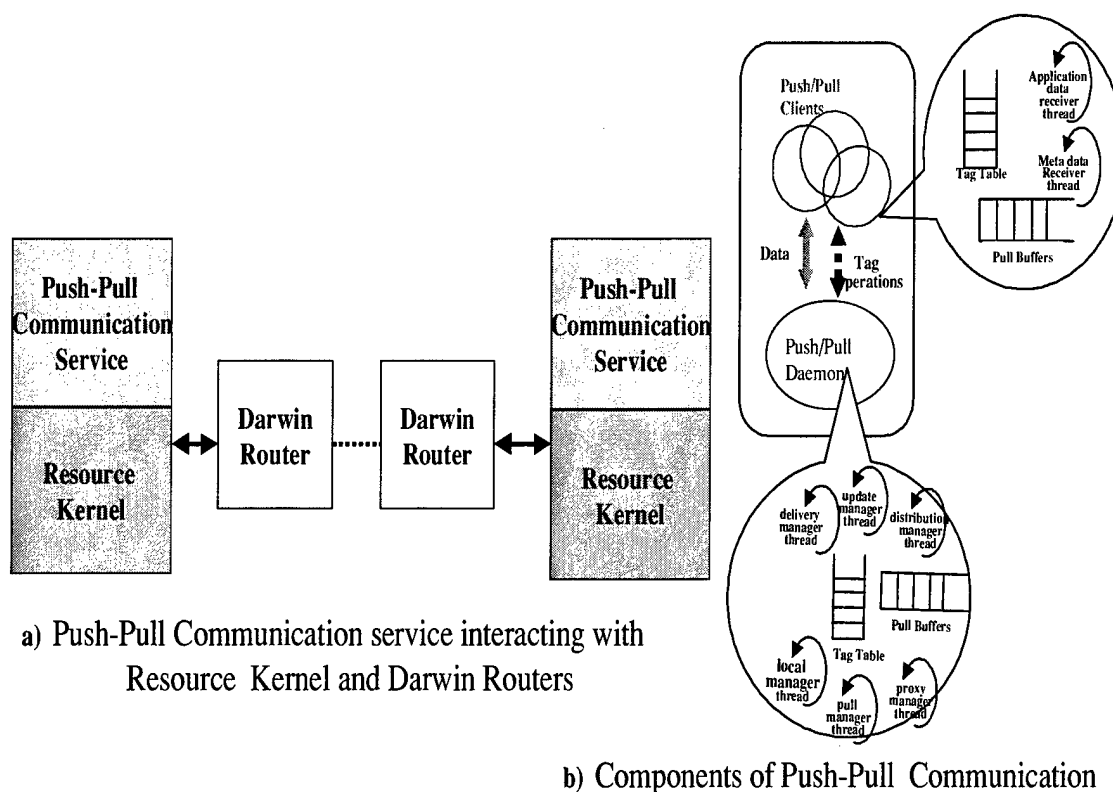 Push-Pull
Communication
Service
Resource
Kernel
Darwin
Router
Darwin
Router
Push-Pull
Communication
Service
Resource
Kernel
a) Push-Pull Communication service interacting with
Resource Kernel and Darwin Routers
Push/Pull
Clients
Data
Tag
perations
Push/Pull
Daemon
Tag Table
Application
data
receiver
thread
Meta data
Receiver
thread
Pull Buffers
delivery
manager
thread
update
manager
thread
distribution
manager
thread
Pull Buffers
Tag Table
local
manager
thread
pull
manager
thread
proxy
manager
thread
b) Components of Push-Pull Communication